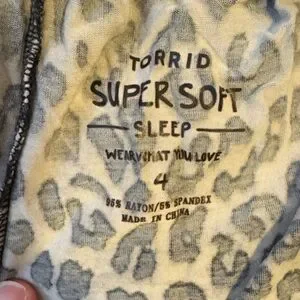 TORRID
SUPER SOFT
SLEEP
WEAR WHAT YOU LOVE
4
95% RAYON/5% SPANDEX
MADE IN CHINA